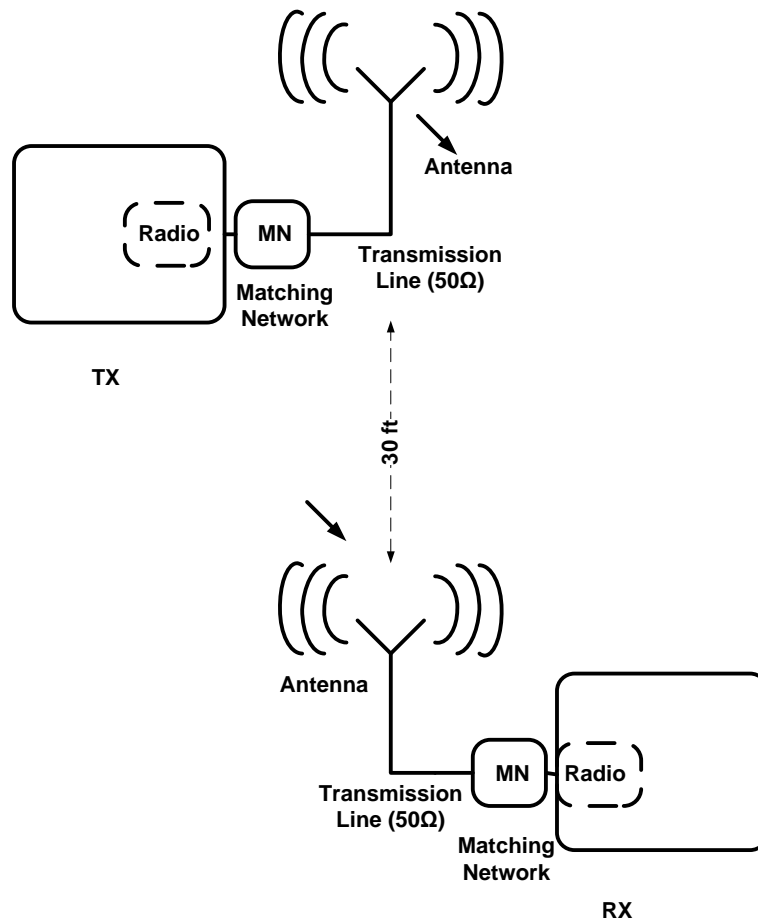 Antenna
Radio
MN
Transmission
Line (50Ω)
Matching
Network
TX
30 ft
Antenna
MN
Radio
Transmission
Line (50Ω)
Matching
Network
RX